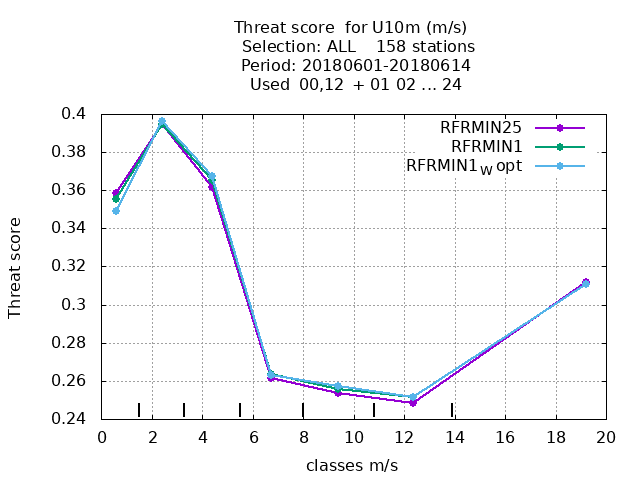 Threat score  for U10m (m/s)
Selection: ALL    158 stations
Period: 20180601-20180614
Used  00,12  + 01 02 ... 24
RFRMIN25
RFRMIN1
RFRMIN1W opt
0.4
0.38
0.36
0.34
0.32
0.3
0.28
0.26
0.24
Threat score
0 2 4 6 8 10 12 14 16 18 20
classes m/s